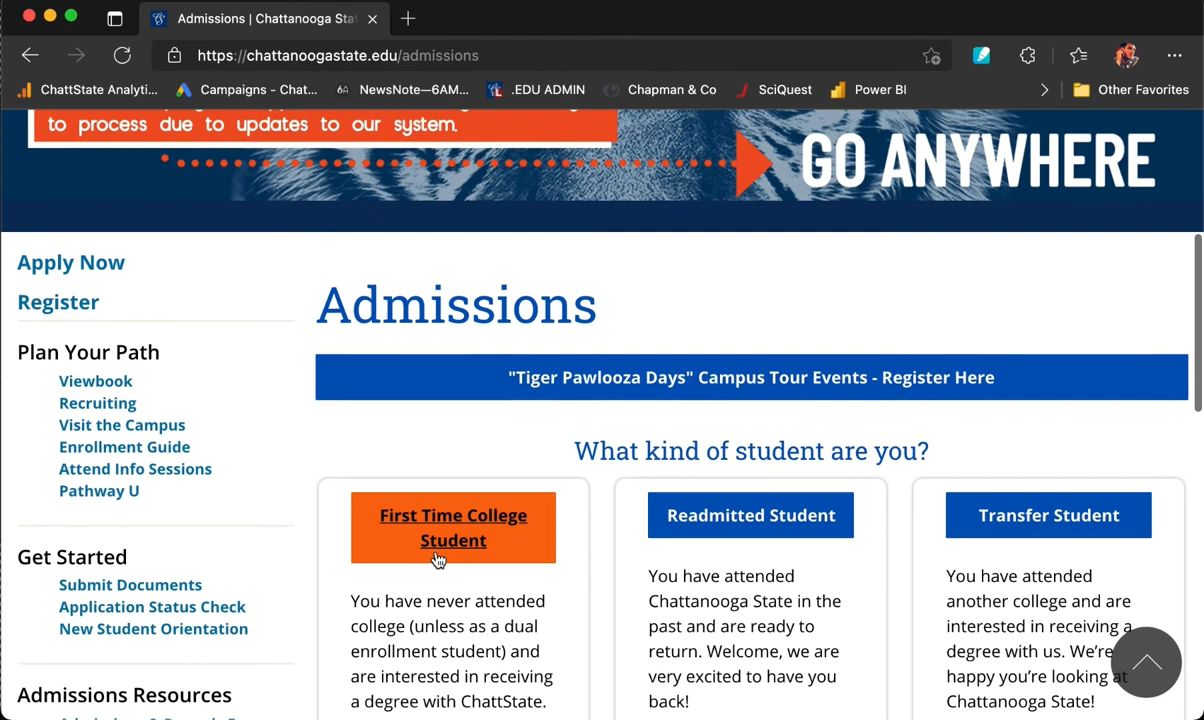 Admissions | Chattanooga Stat
https://chattanoogastate.edu/admissions
ChattState Analyti...
Campaigns - Chat...
6A NewsNote—6AM...
.EDU ADMIN
Chapman & Co
SciQuest
Power BI
Other Favorites
to process due to updates to our system.
GO ANYWHERE
Apply Now
Register
Plan Your Path
Viewbook
Recruiting
Visit the Campus
Enrollment Guide
Attend Info Sessions
Pathway U
Get Started
Submit Documents
Application Status Check
New Student Orientation
Admissions Resources
Admissions
"Tiger Pawlooza Days" Campus Tour Events - Register Here
What kind of student are you?
First Time College
Student
You have never attended
college (unless as a dual
enrollment student) and
are interested in receiving
a degree with ChattState.
Readmitted Student
You have attended
Chattanooga State in the
past and are ready to
return. Welcome, we are
very excited to have you
back!
Transfer Student
You have attended
another college and are
interested in receiving a
degree with us. We're
happy you're looking at
Chattanooga State!